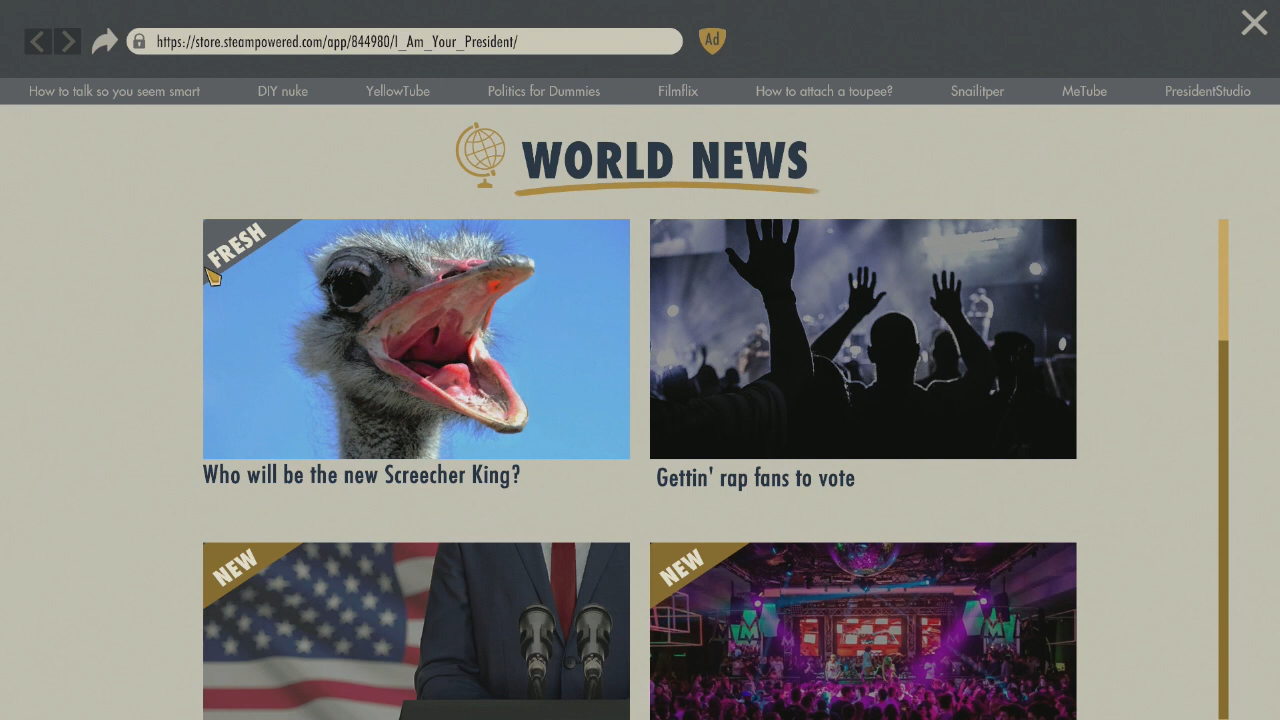 https://store.steampowered.com/app/844980/I_Am_Your_President/
Ad
How to talk so you seem smart DIY nuke YellowTube Politics for Dummies Filmflix How to attach a toupee? Snailitper MeTube PresidentStudio
WORLD NEWS
FRESH
Who will be the new Screecher King?
Gettin' rap fans to vote
NEW
NEW
M
M